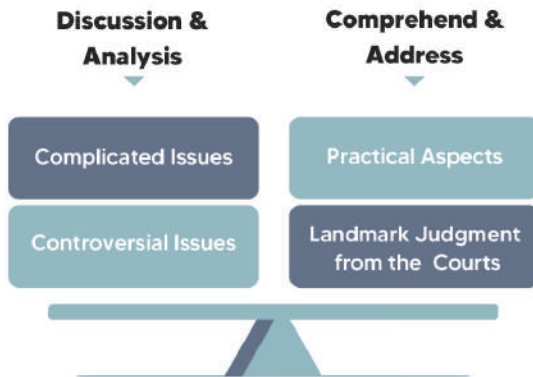 Discussion &
Analysis
Complicated Issues
Controversial Issues
Comprehend &
Address
Practical Aspects
Landmark Judgment
from the Courts